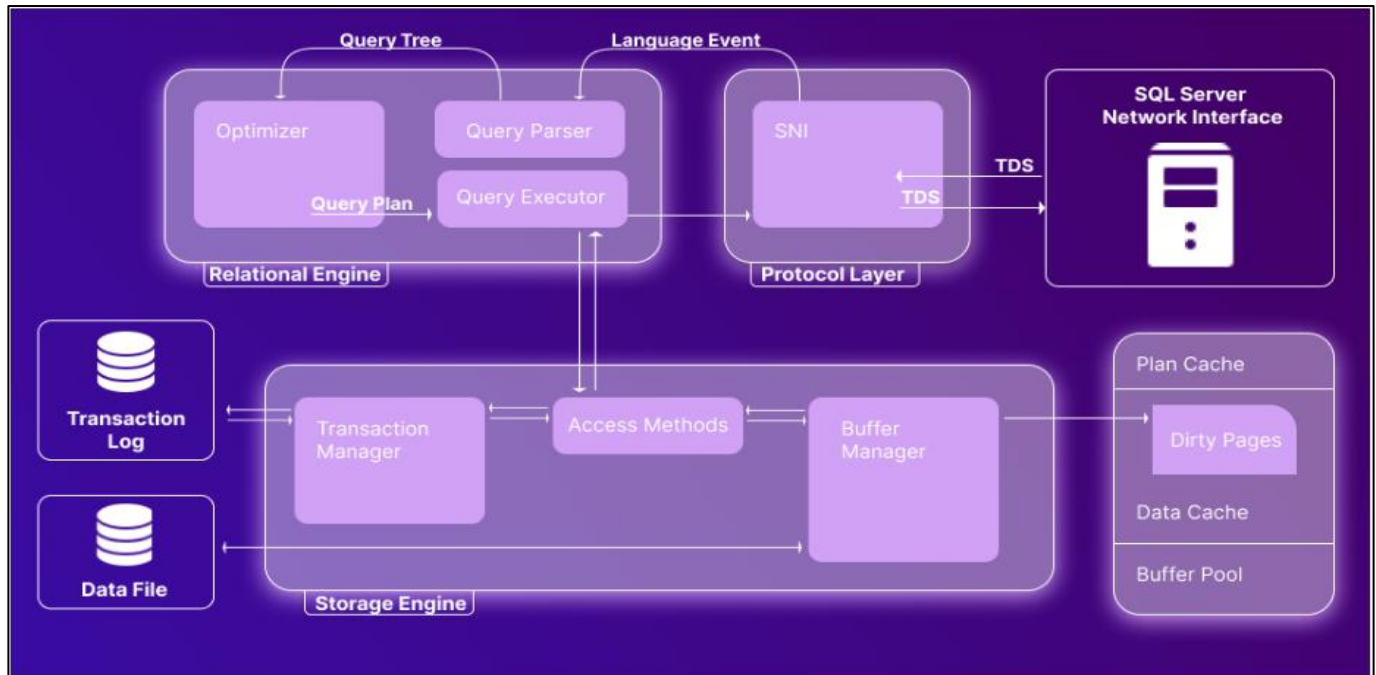 Query Tree
Language Event
Optimizer
Query Parser
SNI
SQL Server
Network Interface
TDS
TDS
Query Plan
Query Executor
Relational Engine
Protocol Layer
Transaction
Log
Transaction
Manager
Access Methods
Buffer
Manager
Plan Cache
Dirty Pages
Data Cache
Buffer Pool
Data File
Storage Engine